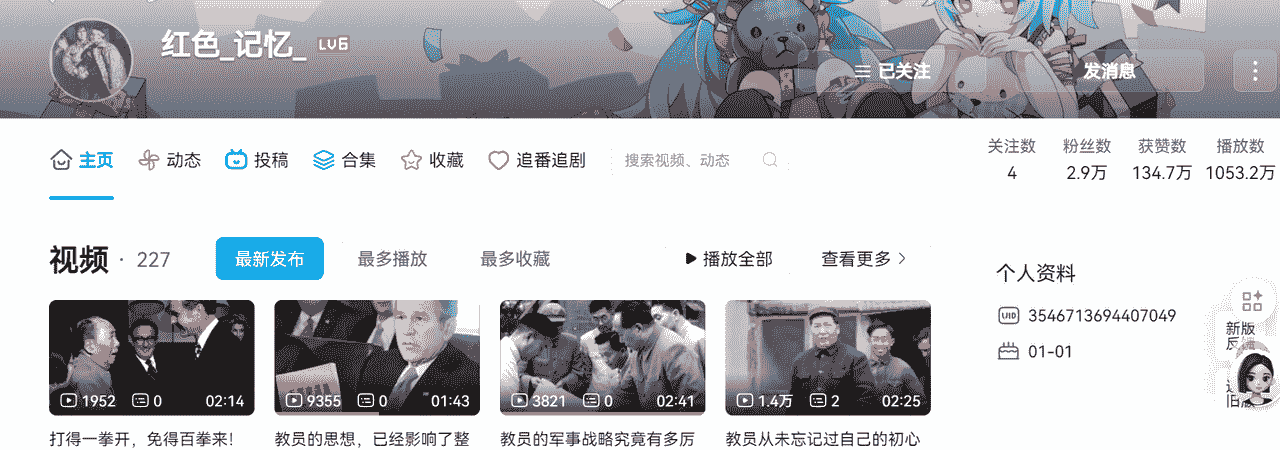 红色_记忆_ LV6
已关注 发消息
主页 动态 投稿 合集 收藏 追番追剧 搜索视频、动态
关注数 粉丝数 获赞数 播放数
4 2.9万 134.7万 1053.2万
视频 · 227 最新发布 最多播放 最多收藏 播放全部 查看更多
个人资料
UID 3546713694407049
01-01
新版
1952 0 02:14
9355 0 01:43
3821 0 02:41
1.4万 2 02:25
打得一拳开，免得百拳来！
教员的思想，已经影响了整
教员的军事战略究竟有多厉
教员从未忘记过自己的初心